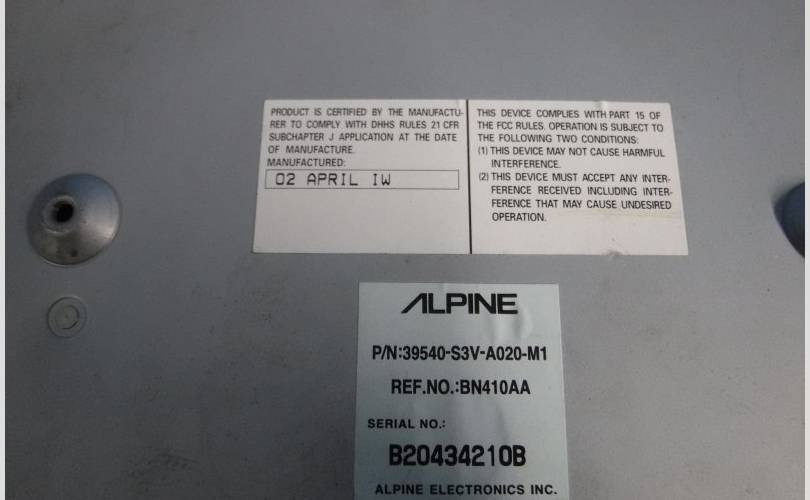 PRODUCT IS CERTIFIED BY THE MANUFACTU-
RER TO COMPLY WITH DHHS RULES 21 CFR
SUBCHAPTER J APPLICATION AT THE DATE
OF MANUFACTURE.
MANUFACTURED:
02 APRIL IW
THIS DEVICE COMPLIES WITH PART 15 OF
THE FCC RULES. OPERATION IS SUBJECT TO
THE FOLLOWING TWO CONDITIONS:
(1) THIS DEVICE MAY NOT CAUSE HARMFUL
INTERFERENCE.
(2) THIS DEVICE MUST ACCEPT ANY INTER-
FERENCE RECEIVED INCLUDING INTER-
FERENCE THAT MAY CAUSE UNDESIRED
OPERATION.
ALPINE
P/N:39540-S3V-A020-M1
REF.NO.:BN410AA
SERIAL NO.:
B20434210B
ALPINE ELECTRONICS INC.